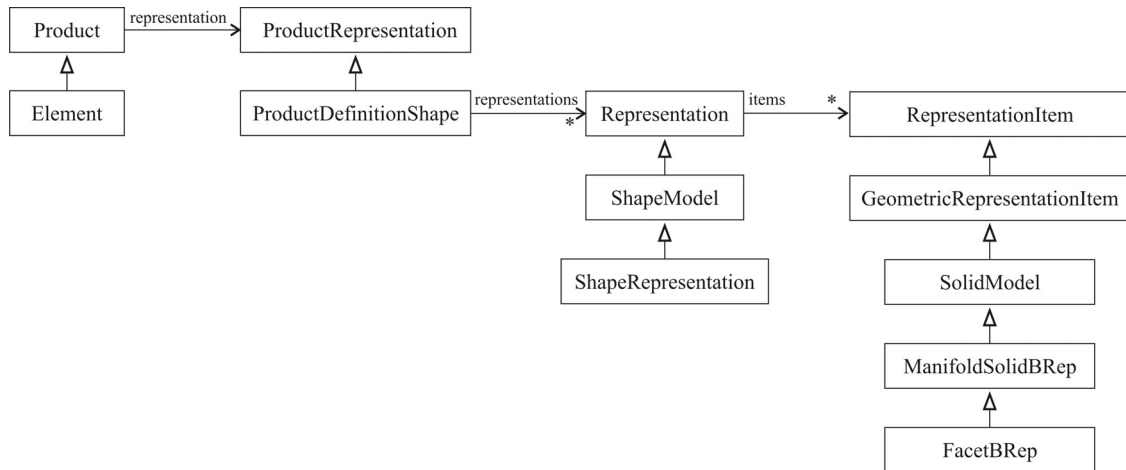 Product
representation
ProductRepresentation
Element
ProductDefinitionShape
representations
*
Representation
items
*
RepresentationItem
ShapeModel
GeometricRepresentationItem
ShapeRepresentation
SolidModel
ManifoldSolidBRep
FacetBRep